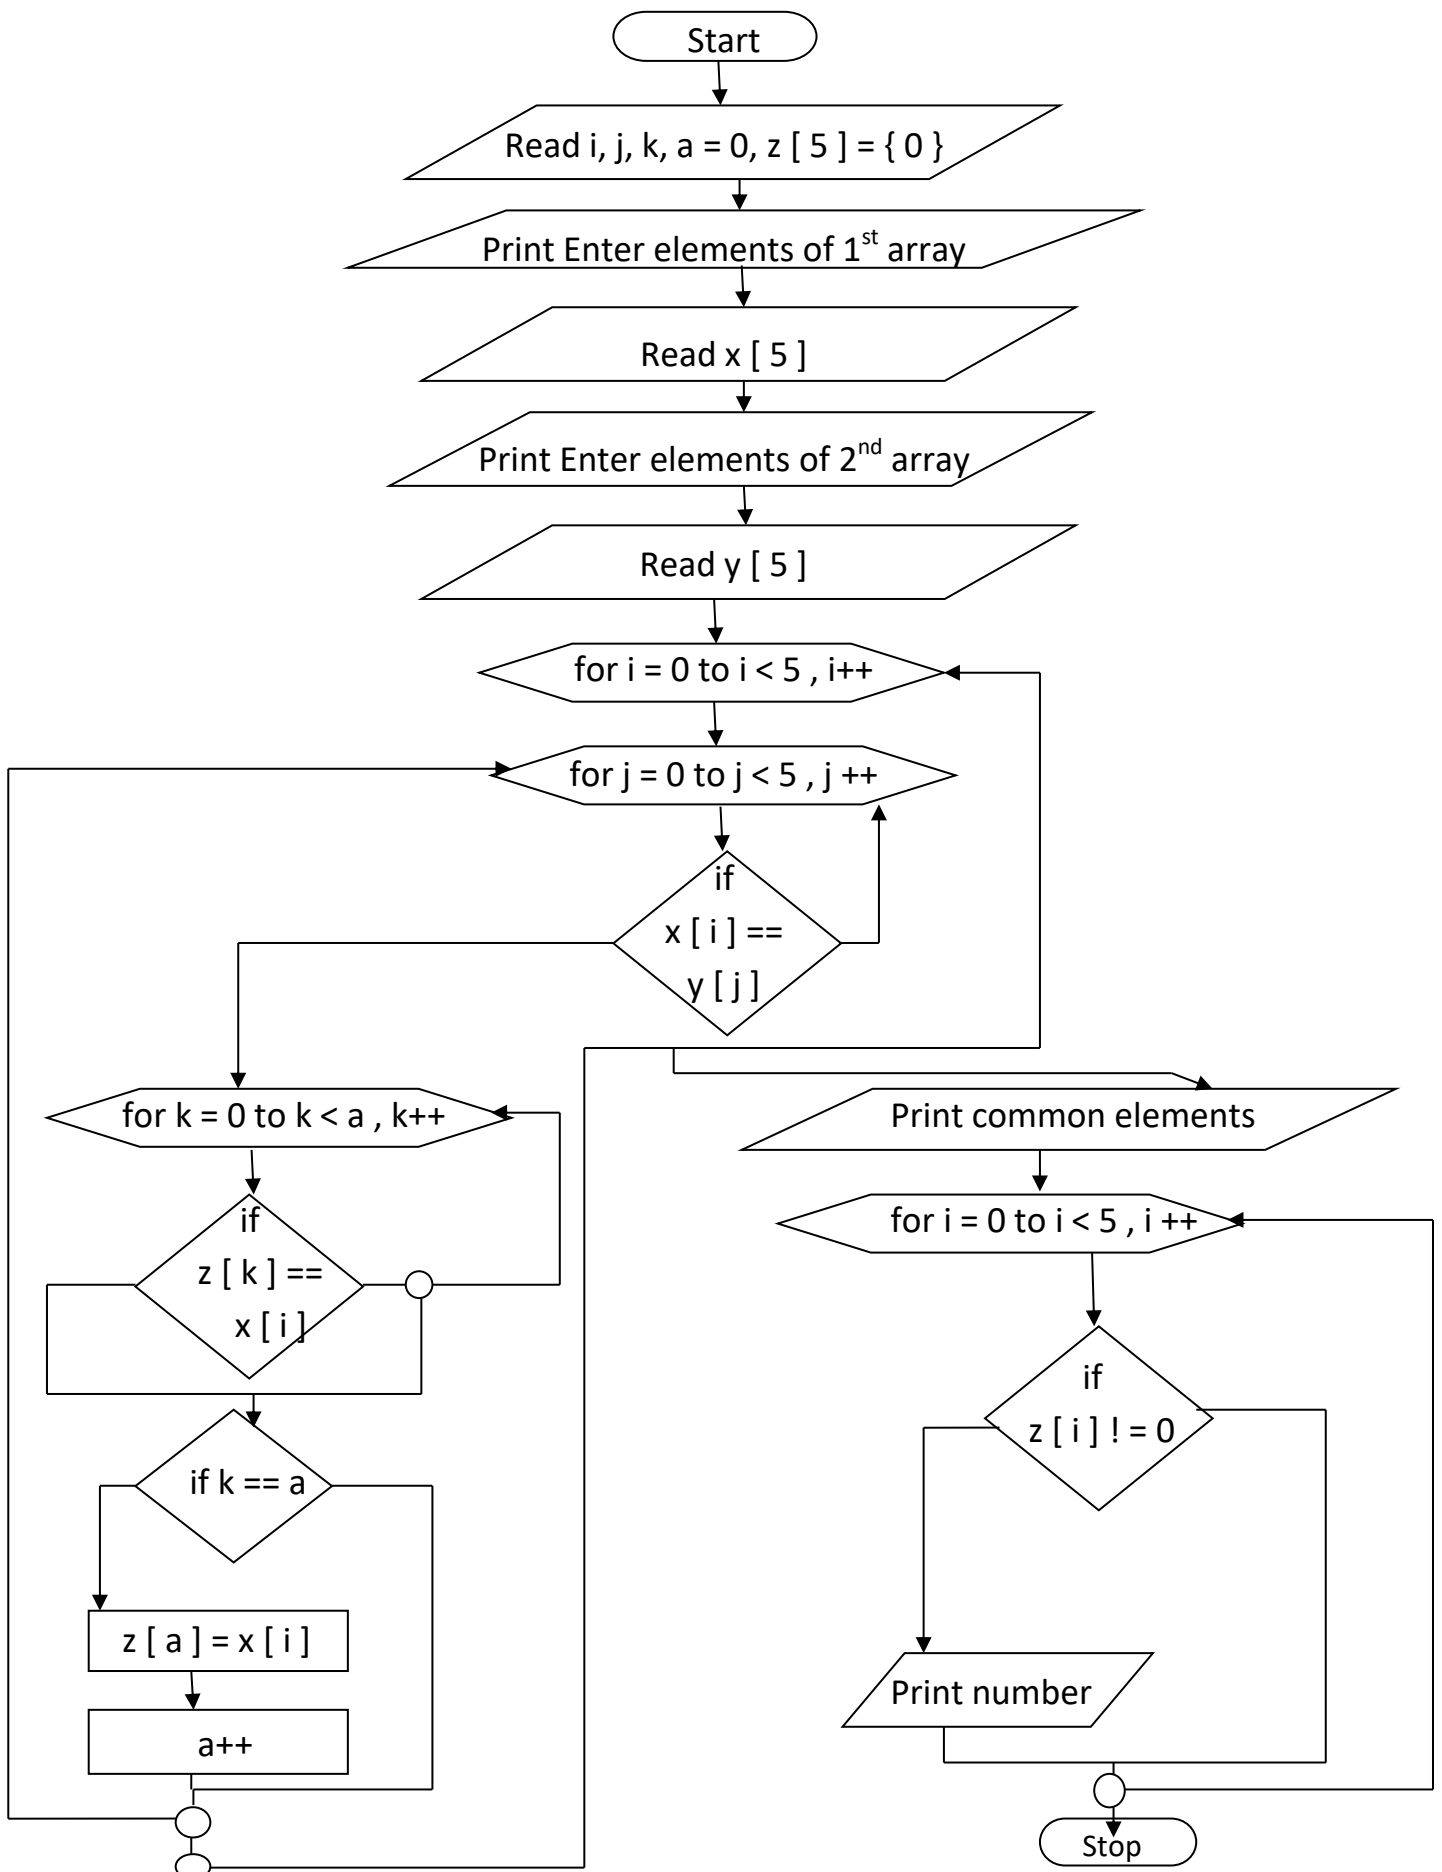 Start
Read i, j, k, a = 0, z [ 5 ] = { 0 }
Print Enter elements of 1st array
Read x [ 5 ]
Print Enter elements of 2nd array
Read y [ 5 ]
for i = 0 to i < 5 , i++
for j = 0 to j < 5 , j ++
if
x [ i ] ==
y [ j ]
for k = 0 to k < a , k++
if
z [ k ] ==
x [ i ]
if k == a
z [ a ] = x [ i ]
a++
Print common elements
for i = 0 to i < 5 , i ++
if
z [ i ] ! = 0
Print number
Stop